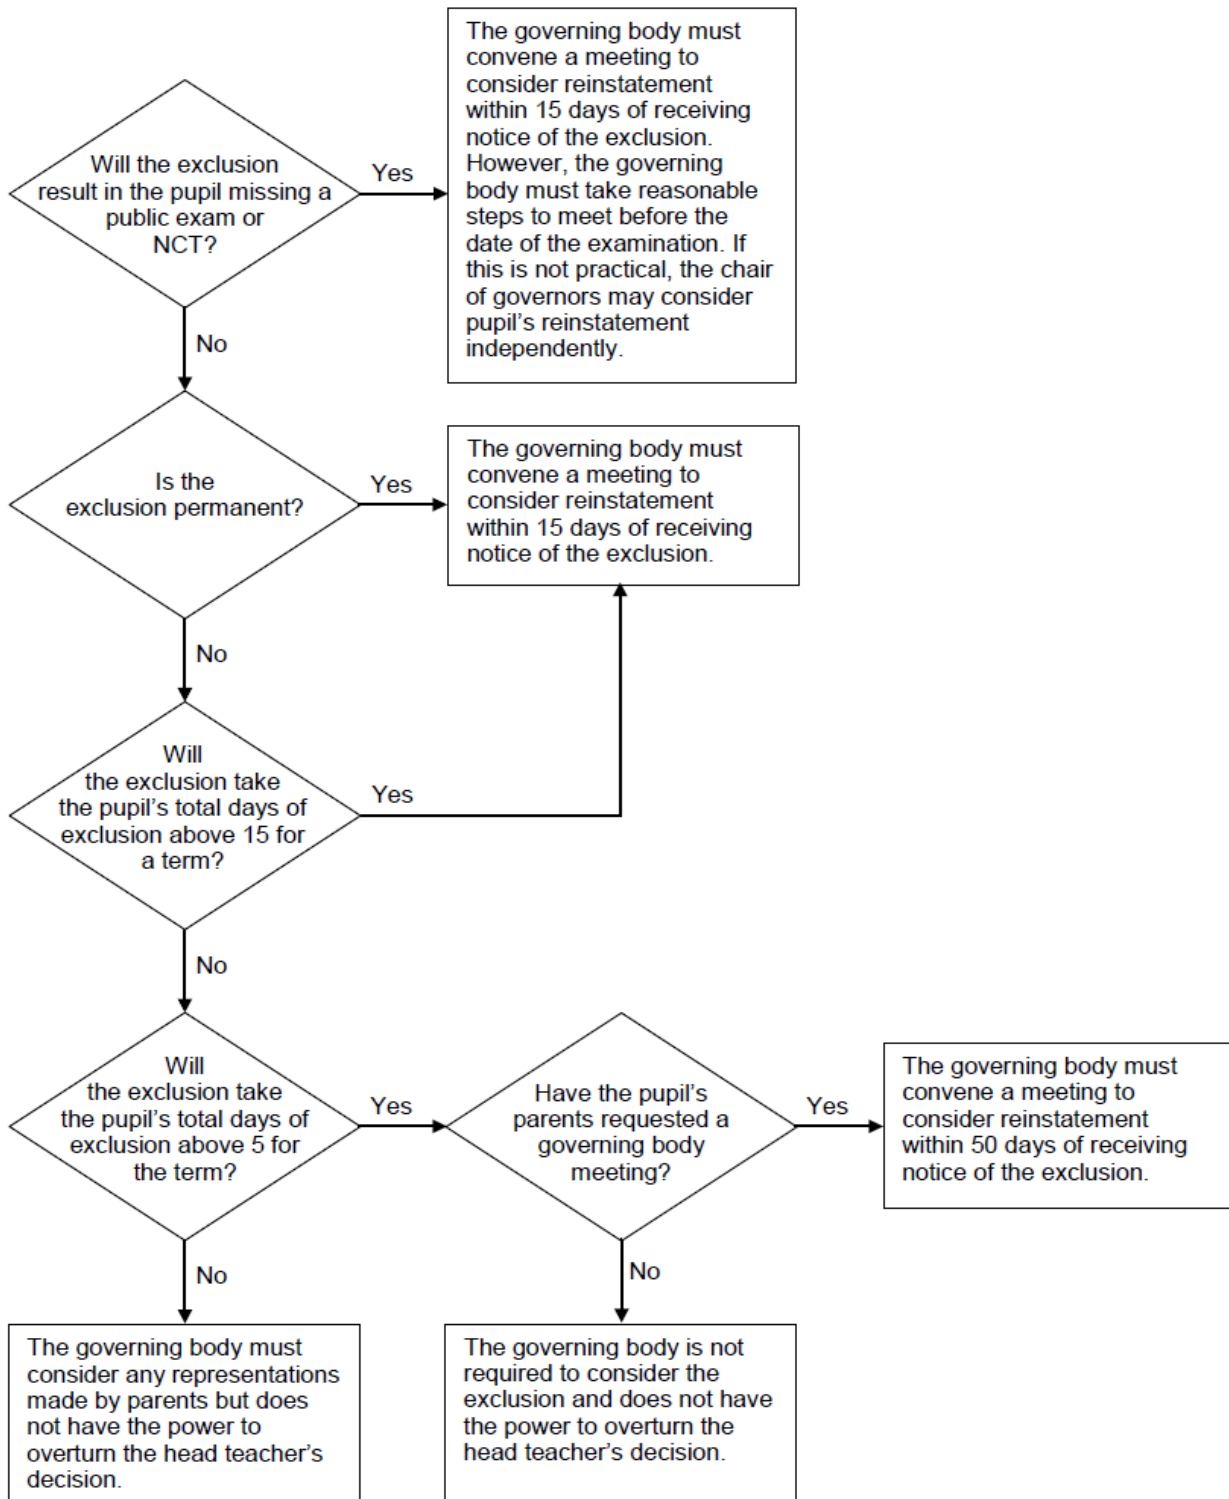 The governing body must
convene a meeting to
consider reinstatement
within 15 days of receiving
notice of the exclusion.
However, the governing
body must take reasonable
steps to meet before the
date of the examination. If
this is not practical, the chair
of governors may consider
pupil's reinstatement
independently.
Will the exclusion
result in the pupil missing a
public exam or
NCT?
Yes
No
Is the
exclusion permanent?
Yes
The governing body must
convene a meeting to
consider reinstatement
within 15 days of receiving
notice of the exclusion.
No
Will
the exclusion take
the pupil's total days of
exclusion above 15 for
a term?
Yes
No
Will
the exclusion take
the pupil's total days of
exclusion above 5 for
the term?
Yes
Have the pupil's
parents requested a
governing body
meeting?
Yes
The governing body must
convene a meeting to
consider reinstatement
within 50 days of receiving
notice of the exclusion.
No
No
The governing body must
consider any representations
made by parents but does
not have the power to
overturn the head teacher's
decision.
The governing body is not
required to consider the
exclusion and does not have
the power to overturn the
head teacher's decision.